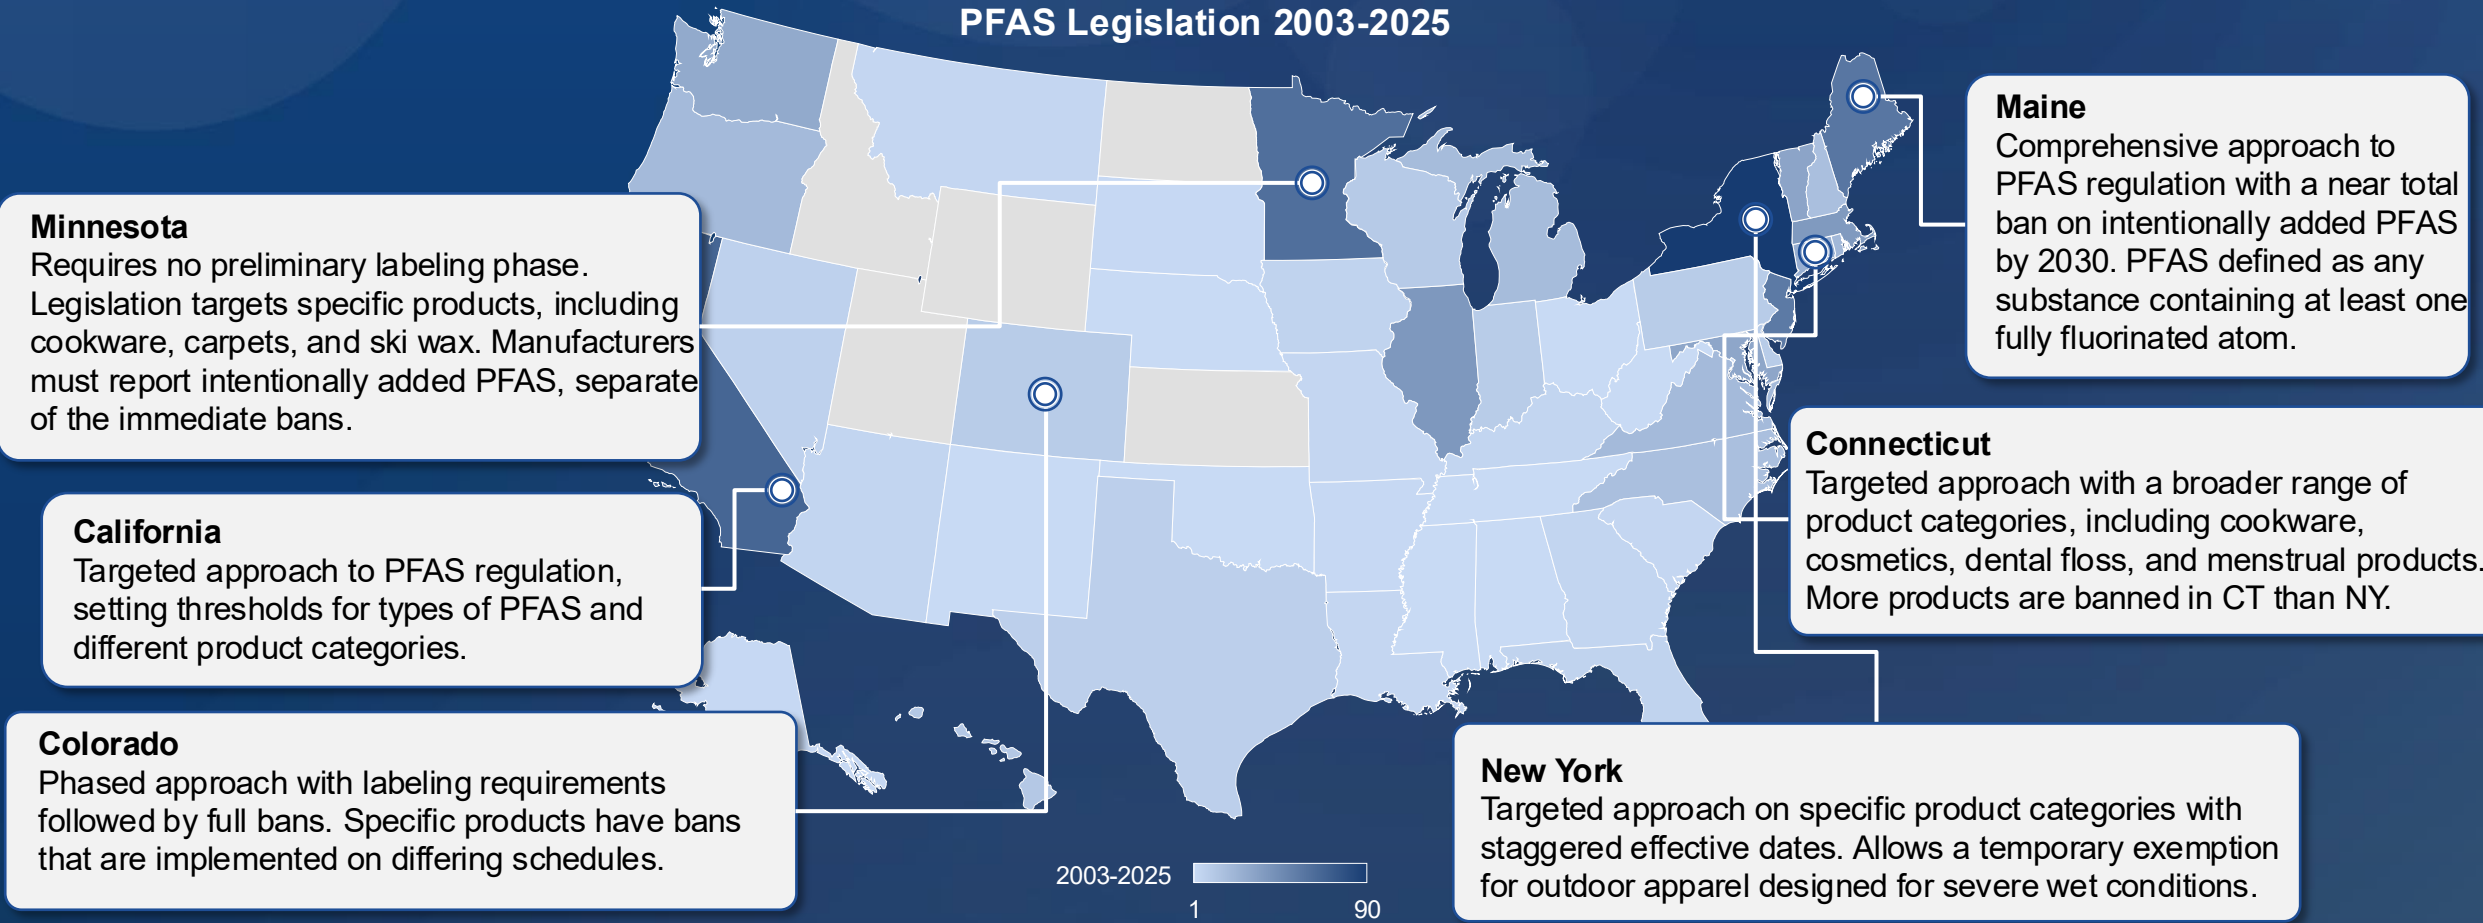 PFAS Legislation 2003-2025
Minnesota
Requires no preliminary labeling phase.
Legislation targets specific products, including
cookware, carpets, and ski wax. Manufacturers
must report intentionally added PFAS, separate
of the immediate bans.
California
Targeted approach to PFAS regulation,
setting thresholds for types of PFAS and
different product categories.
Colorado
Phased approach with labeling requirements
followed by full bans. Specific products have bans
that are implemented on differing schedules.
Maine
Comprehensive approach to
PFAS regulation with a near total
ban on intentionally added PFAS
by 2030. PFAS defined as any
substance containing at least one
fully fluorinated atom.
Connecticut
Targeted approach with a broader range of
product categories, including cookware,
cosmetics, dental floss, and menstrual products.
More products are banned in CT than NY.
New York
Targeted approach on specific product categories with
staggered effective dates. Allows a temporary exemption
for outdoor apparel designed for severe wet conditions.
2003-2025
1 90